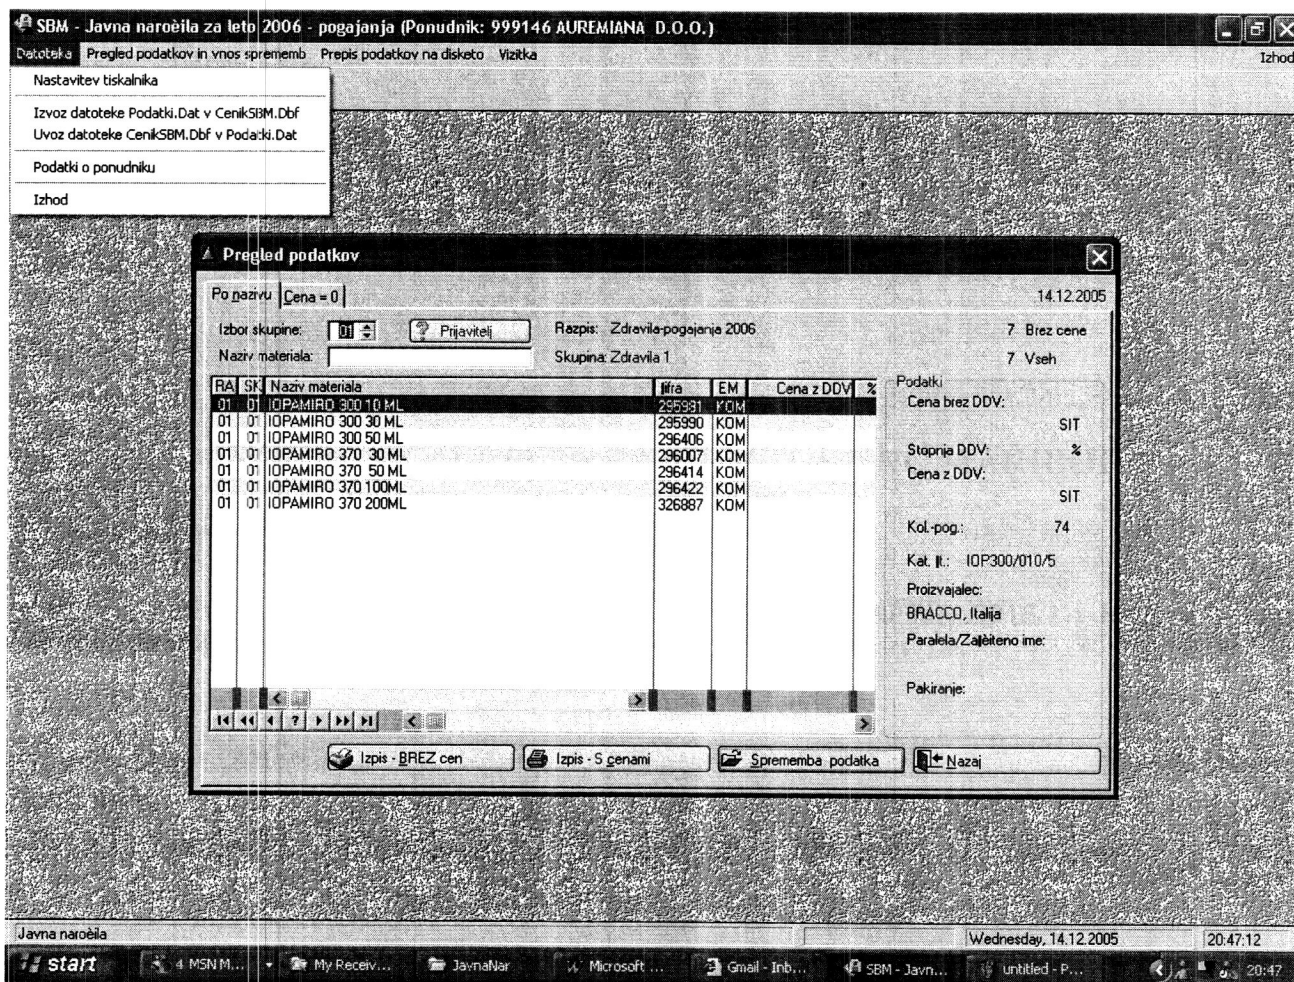 SBM - Javna naroèila za leto 2006 - pogajanja (Ponudnik: 999146 AUREMIANA D.O.O.)
Datoteka Pregled podatkov in vnos sprememb Prepis podatkov na disketo Vizitka Izhod
Nastavitev tiskalnika
Izvoz datoteke Podatki.Dat v CenikSBM.Dbf
Uvoz datoteke CenikSBM.Dbf v Podatki.Dat
Podatki o ponudniku
Izhod
Pregled podatkov
Po nazivu Cena = 0 14.12.2005
Izbor skupine: 01 ? Prijavitelj Razpis: Zdravila-pogajanja 2006 7 Brez cene
Naziv materiala: Skupina: Zdravila 1 7 Vseh
RA SK Naziv materiala ifra EM Cena z DDV %
01 01 IOPAMIRO 300 10 ML 295981 KOM
01 01 IOPAMIRO 300 30 ML 295990 KOM
01 01 IOPAMIRO 300 50 ML 296406 KOM
01 01 IOPAMIRO 370 30 ML 296007 KOM
01 01 IOPAMIRO 370 50 ML 296414 KOM
01 01 IOPAMIRO 370 100ML 296422 KOM
01 01 IOPAMIRO 370 200ML 326887 KOM
Podatki
Cena brez DDV:
SIT
Stopnja DDV: %
Cena z DDV:
SIT
Kol.-pog.: 74
Kat. t.: IOP300/010/5
Proizvajalec:
BRACCO, Italija
ime:
Pakiranje:
Izpis - BREZ cen Izpis - S cenami Sprememba podatka Nazaj
Javna naroèila Wednesday, 14.12.2005 20:47:12
start 4 MSN M... My Receiv... JavnaNar Microsoft ... Gmail - Inb... SBM - Javn... untitled - P... 20:47